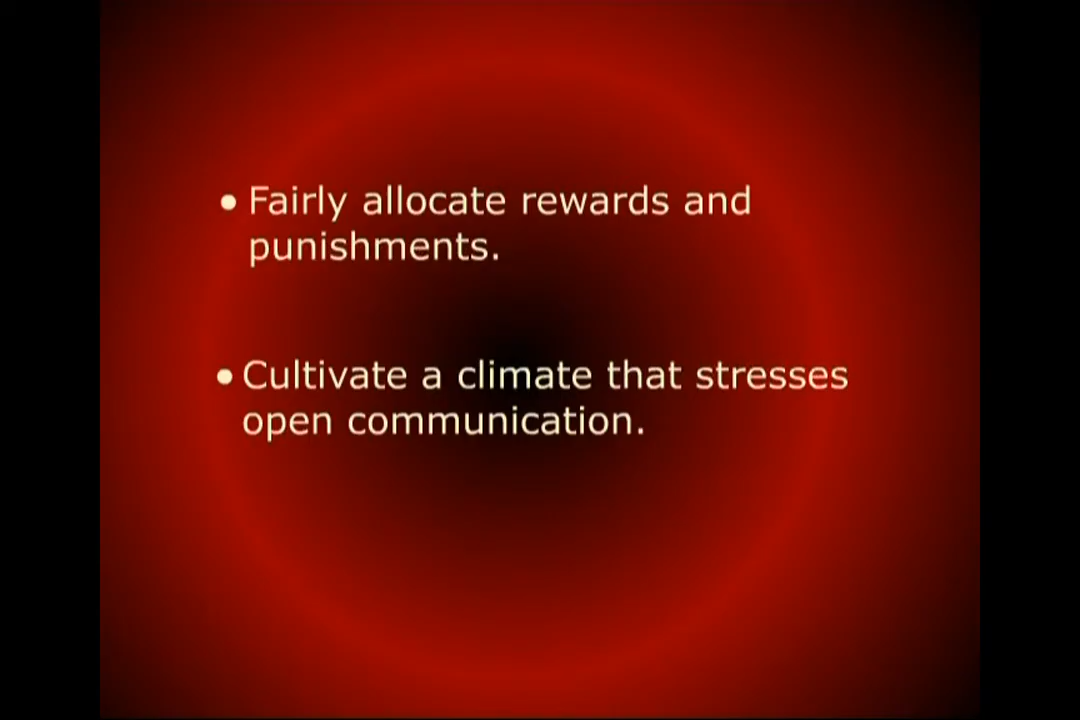 • Fairly allocate rewards and
punishments.
• Cultivate a climate that stresses
open communication.